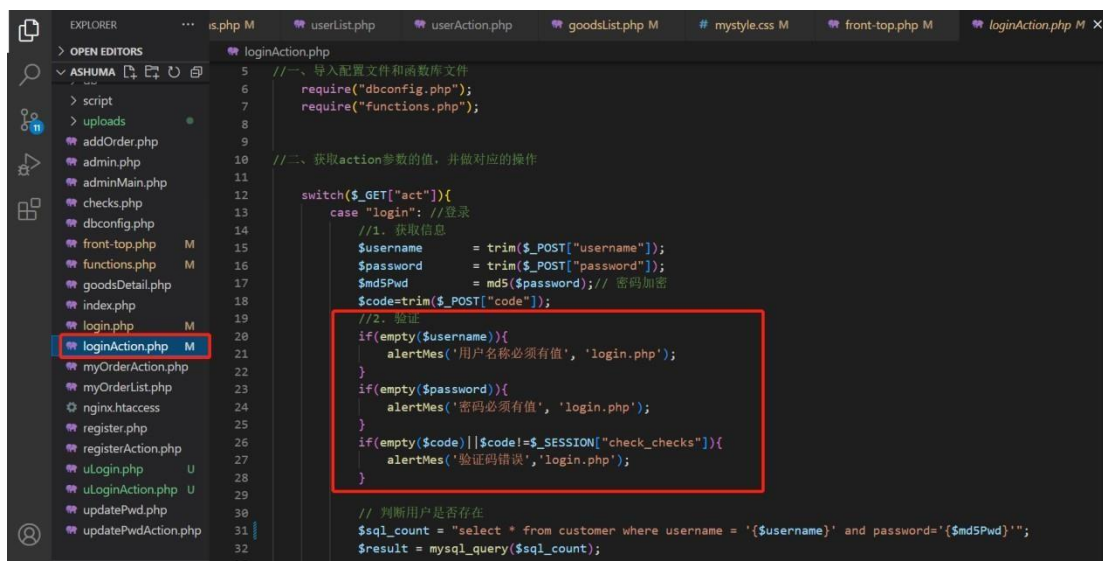 EXPLORER
OPEN EDITORS
ASHUMA
script
uploads
addOrder.php
admin.php
adminMain.php
checks.php
dbconfig.php
front-top.php M
functions.php M
goodsDetail.php
index.php
login.php M
loginAction.php M
myOrderAction.php
myOrderList.php
nginx.htaccess
register.php
registerAction.php
uLogin.php U
uLoginAction.php U
updatePwd.php
updatePwdAction.php
11
ns.php M userList.php userAction.php goodsList.php M # mystyle.css M front-top.php M loginAction.php M ×
loginAction.php
5 //一、导入配置文件和函数库文件
6 require("dbconfig.php");
7 require("functions.php");
8
9
10 //二、获取action参数的值，并做对应的操作
11
12 switch($_GET["act"]){
13 case "login": //登录
14 //1. 获取信息
15 $username = trim($_POST["username"]);
16 $password = trim($_POST["password"]);
17 $md5Pwd = md5($password);// 密码加密
18 $code=trim($_POST["code"]);
19 //2. 验证
20 if(empty($username)){
21 alertMes('用户名称必须有值', 'login.php');
22 }
23 if(empty($password)){
24 alertMes('密码必须有值', 'login.php');
25 }
26 if(empty($code)||$code!=$_SESSION["check_checks"]){
27 alertMes('验证码错误','login.php');
28 }
29
30 // 判断用户是否存在
31 $sql_count = "select * from customer where username = '{$username}' and password='{$md5Pwd}'";
32 $result = mysql_query($sql_count);